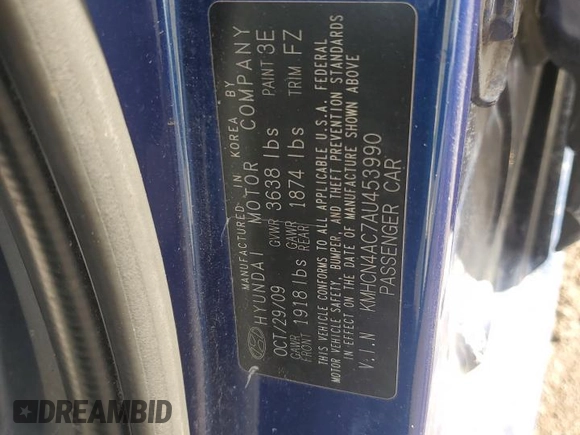 MANUFACTURED IN KOREA BY
HYUNDAI MOTOR COMPANY
OCT/29/09 GVWR 3638 lbs PAINT 3E
GAWR FRONT 1918 lbs GAWR REAR 1874 lbs TRIM FZ
THIS VEHICLE CONFORMS TO ALL APPLICABLE U.S.A. FEDERAL
MOTOR VEHICLE SAFETY, BUMPER, AND THEFT PREVENTION STANDARDS
IN EFFECT ON THE DATE OF MANUFACTURE SHOWN ABOVE
V.I.N KMHCN4AC7AU453990
PASSENGER CAR
DREAMBID